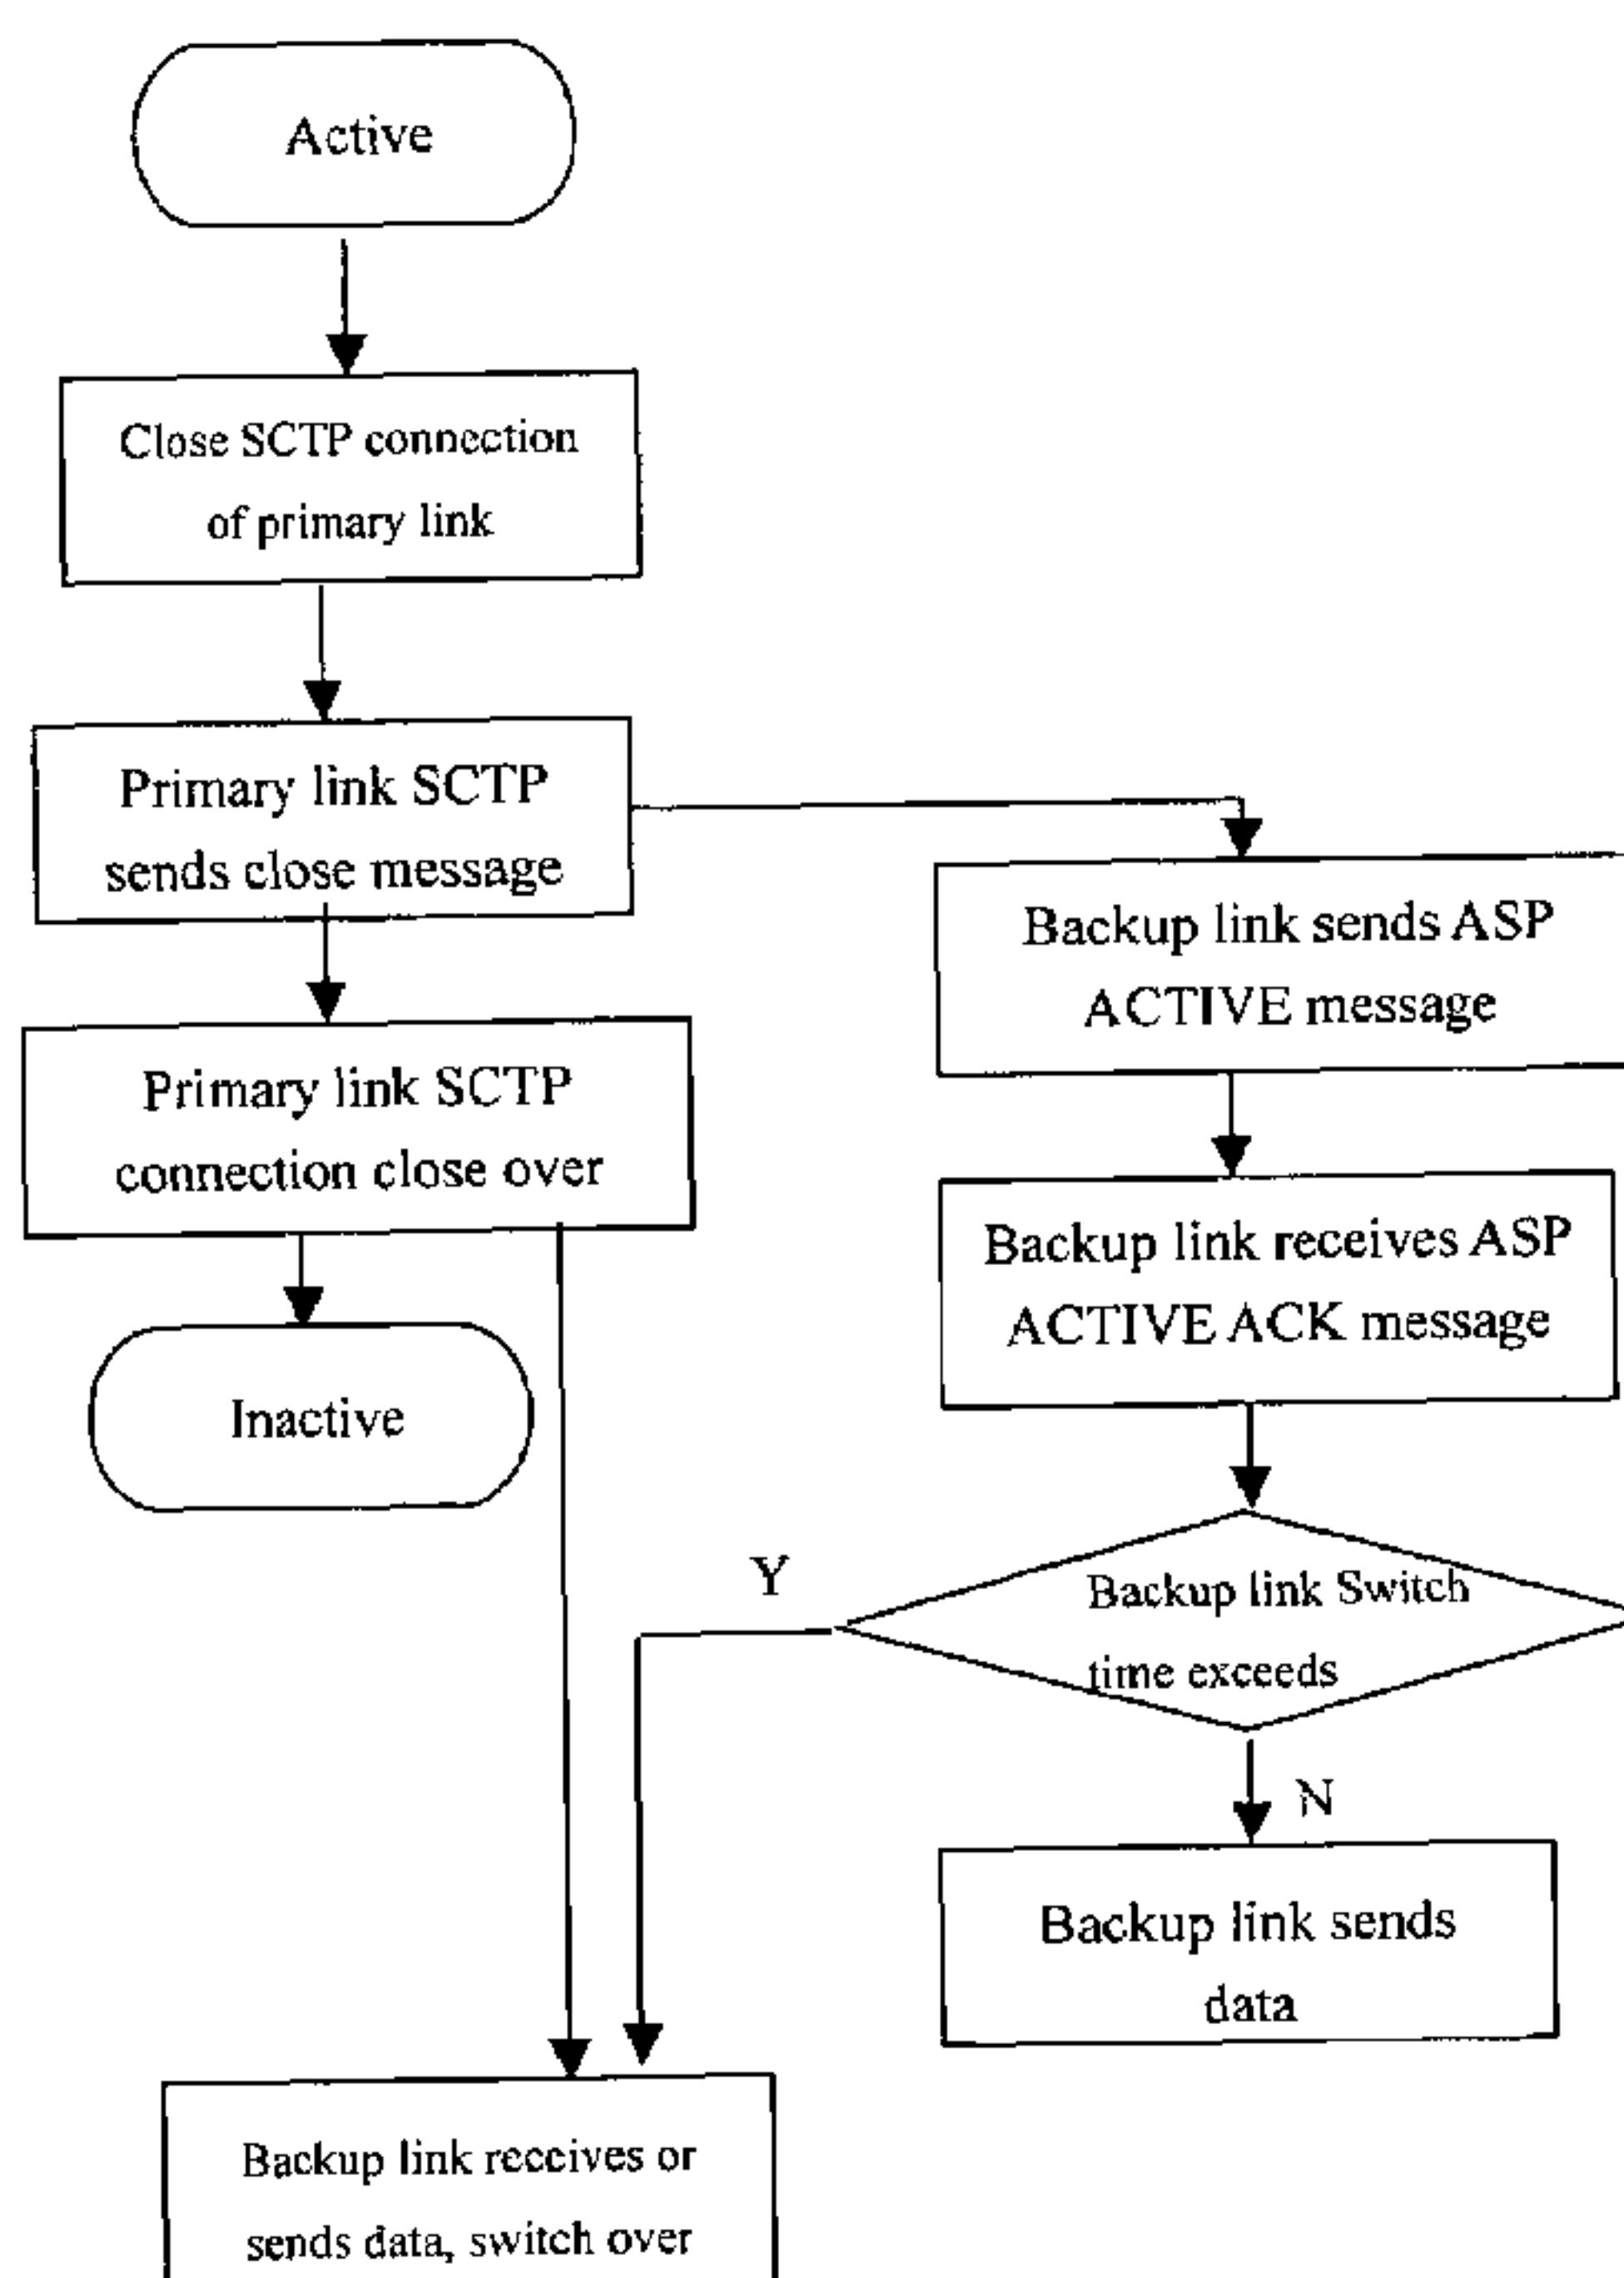 Active
Close SCTP connection
of primary link
Primary link SCTP
sends close message
Backup link sends ASP
ACTIVE message
Primary link SCTP
connection close over
Backup link receives ASP
ACTIVE ACK message
Inactive
Y
Backup link Switch
time exceeds
N
Backup link sends
data
Backup link receives or
sends data, switch over